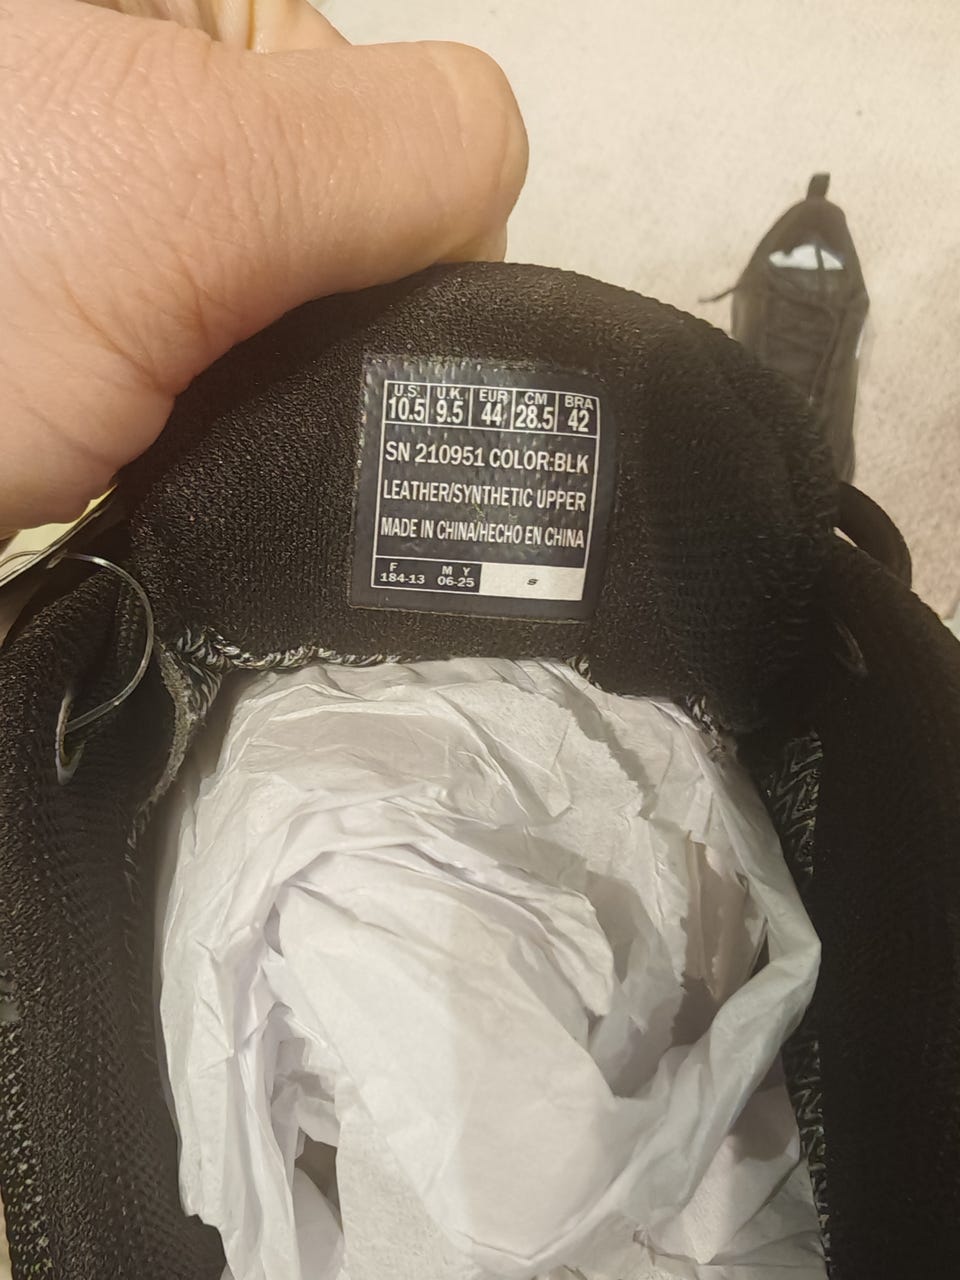 U.S. U.K. EUR CM BRA
10.5 9.5 44 28.5 42
SN 210951 COLOR:BLK
LEATHER/SYNTHETIC UPPER
MADE IN CHINA/HECHO EN CHINA
F M Y
184-13 06-25 S